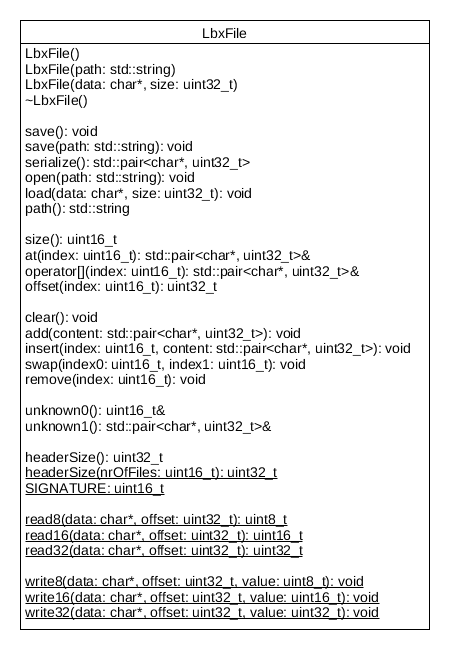 LbxFile
LbxFile()
LbxFile(path: std::string)
LbxFile(data: char*, size: uint32_t)
~LbxFile()
save(): void
save(path: std::string): void
serialize(): std::pair<char*, uint32_t>
open(path: std::string): void
load(data: char*, size: uint32_t): void
path(): std::string
size(): uint16_t
at(index: uint16_t): std::pair<char*, uint32_t>&
operator[](index: uint16_t): std::pair<char*, uint32_t>&
offset(index: uint16_t): uint32_t
clear(): void
add(content: std::pair<char*, uint32_t>): void
insert(index: uint16_t, content: std::pair<char*, uint32_t>): void
swap(index0: uint16_t, index1: uint16_t): void
remove(index: uint16_t): void
unknown0(): uint16_t&
unknown1(): std::pair<char*, uint32_t>&
headerSize(): uint32_t
headerSize(nrOfFiles: uint16_t): uint32_t
SIGNATURE: uint16_t
read8(data: char*, offset: uint32_t): uint8_t
read16(data: char*, offset: uint32_t): uint16_t
read32(data: char*, offset: uint32_t): uint32_t
write8(data: char*, offset: uint32_t, value: uint8_t): void
write16(data: char*, offset: uint32_t, value: uint16_t): void
write32(data: char*, offset: uint32_t, value: uint32_t): void